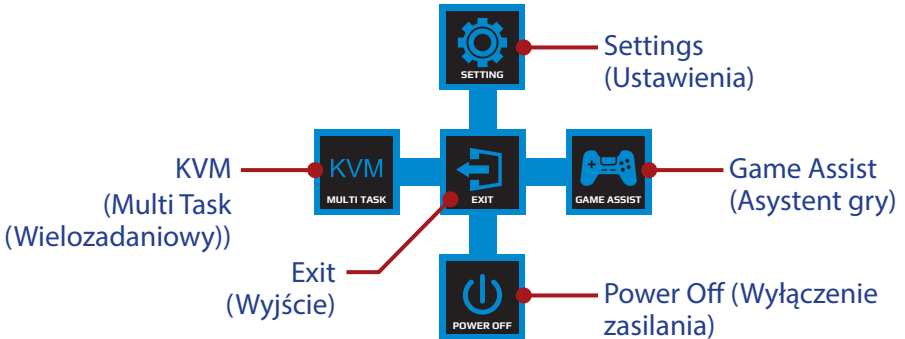 SETTING
Settings
(Ustawienia)
KVM
(Multi Task
(Wielozadaniowy))
KVM
MULTI TASK
EXIT
GAME ASSIST
Game Assist
(Asystent gry)
Exit
(Wyjście)
POWER OFF
Power Off (Wyłączenie
zasilania)